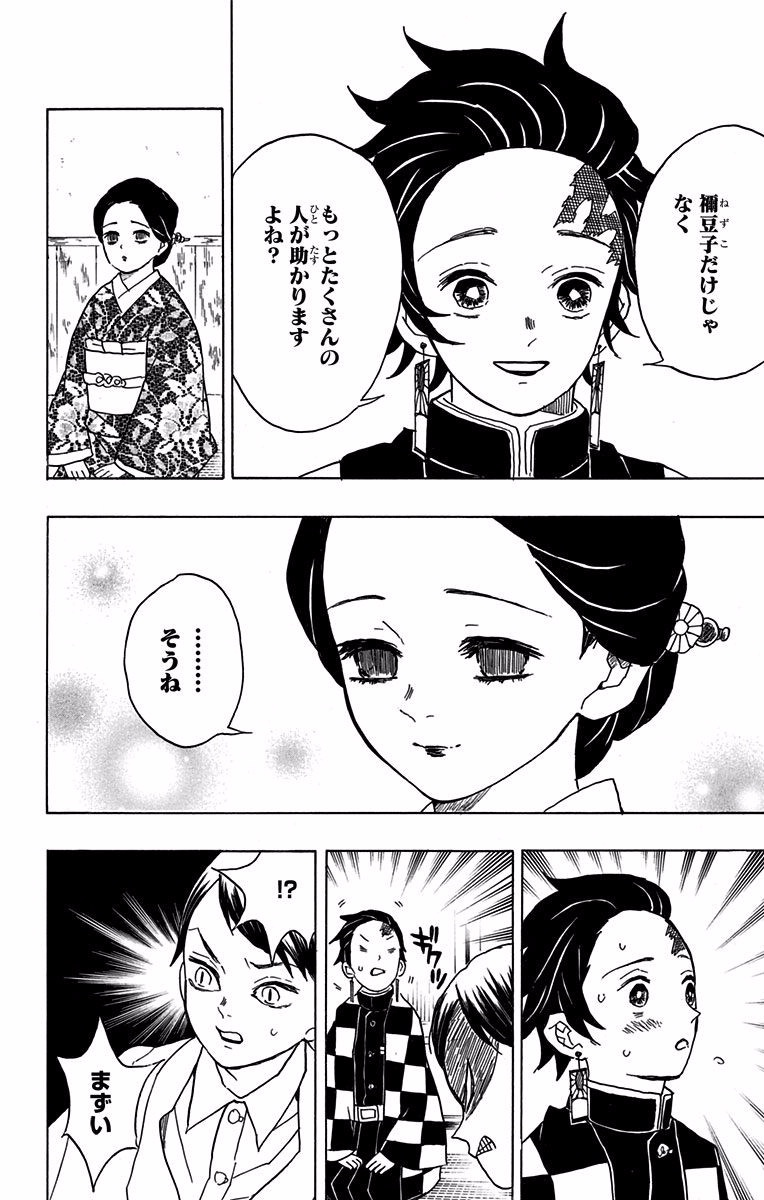 禰豆子だけじゃ
なく
もっとたくさんの
人が助かります
よね?
………
そうね
ギクッ
!?
まずい